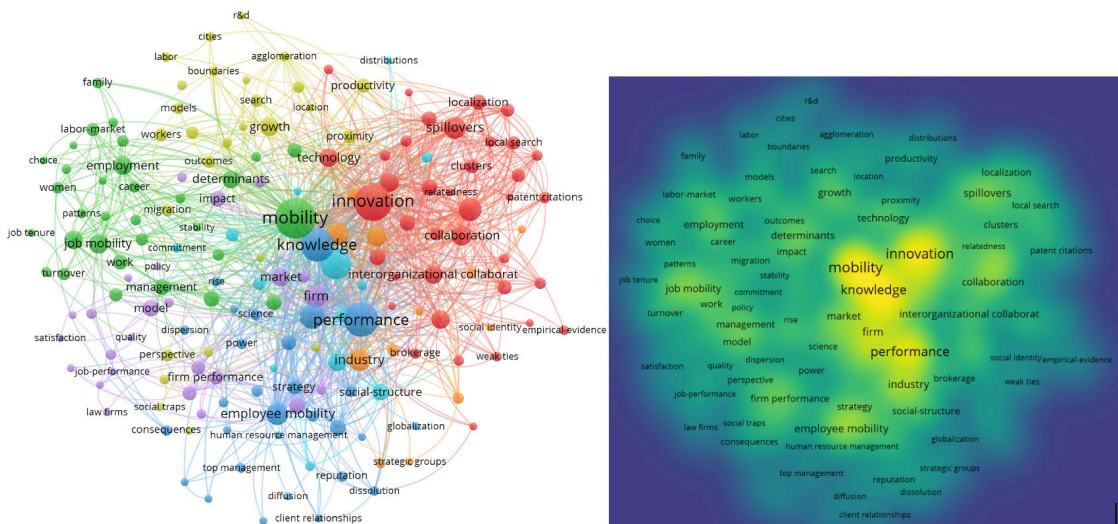 r&d
cities
labor
agglomeration
distributions
family
boundaries
productivity
models
search
location
localization
labor-market
workers
growth
proximity
spillovers
choice
employment
outcomes
technology
local search
women
career
determinants
clusters
migration
impact
relatedness
patent citations
patterns
mobility
innovation
job tenure
job mobility
stability
commitment
knowledge
collaboration
turnover
work
policy
market
interorganizational collaborat
management
rise
model
firm
science
performance
satisfaction
quality
dispersion
social identity
empirical-evidence
perspective
power
industry
brokerage
weak ties
job-performance
firm performance
strategy
social-structure
law firms
social traps
employee mobility
consequences
human resource management
globalization
top management
reputation
strategic groups
diffusion
dissolution
client relationships
r&d
cities
labor
agglomeration
distributions
family
boundaries
productivity
models
search
location
localization
labor-market
workers
growth
proximity
spillovers
local search
choice
employment
outcomes
technology
women
career
determinants
clusters
migration
impact
relatedness
patent citations
patterns
mobility
innovation
job tenure
job mobility
stability
commitment
knowledge
collaboration
turnover
work
policy
market
interorganizational collaborat
management
rise
model
firm
science
performance
satisfaction
quality
dispersion
social identity
empirical-evidence
perspective
power
industry
brokerage
weak ties
job-performance
firm performance
strategy
social-structure
law firms
social traps
employee mobility
consequences
human resource management
globalization
top management
reputation
strategic groups
diffusion
dissolution
client relationships